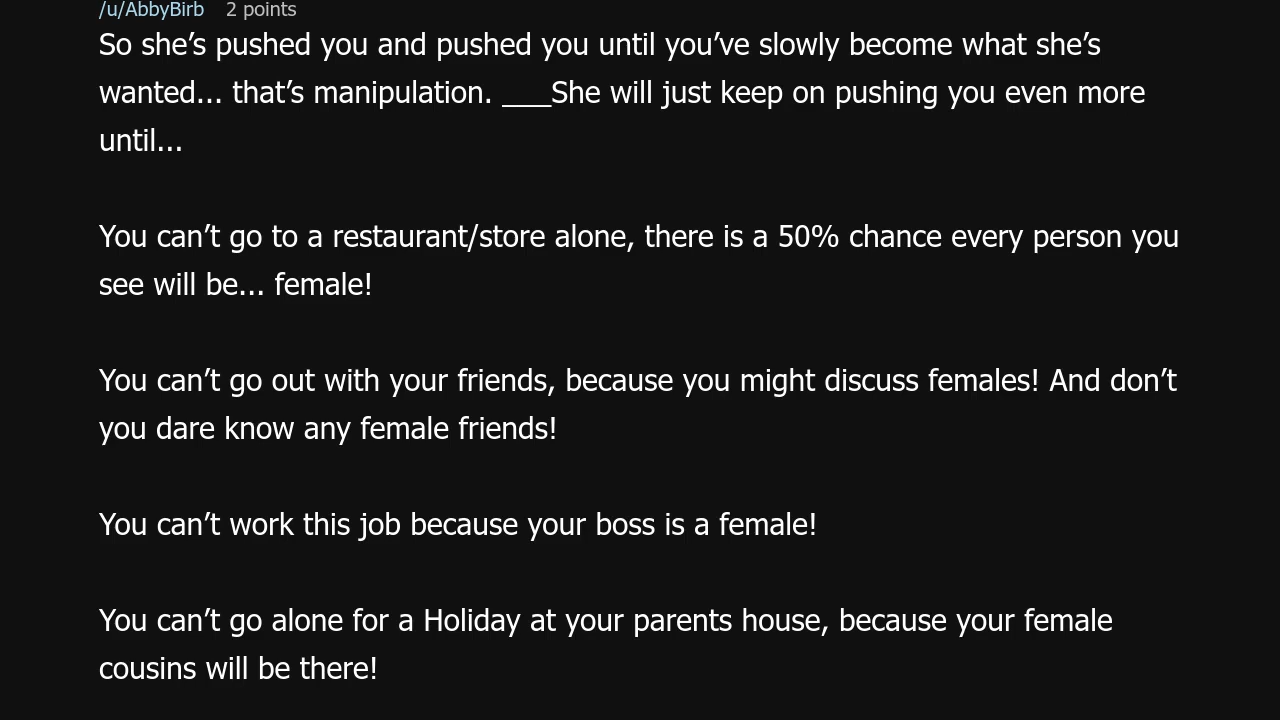 /u/AbbyBirb 2 points
So she’s pushed you and pushed you until you’ve slowly become what she’s
wanted... that’s manipulation. ___She will just keep on pushing you even more
until...
You can’t go to a restaurant/store alone, there is a 50% chance every person you
see will be... female!
You can’t go out with your friends, because you might discuss females! And don’t
you dare know any female friends!
You can’t work this job because your boss is a female!
You can’t go alone for a Holiday at your parents house, because your female
cousins will be there!